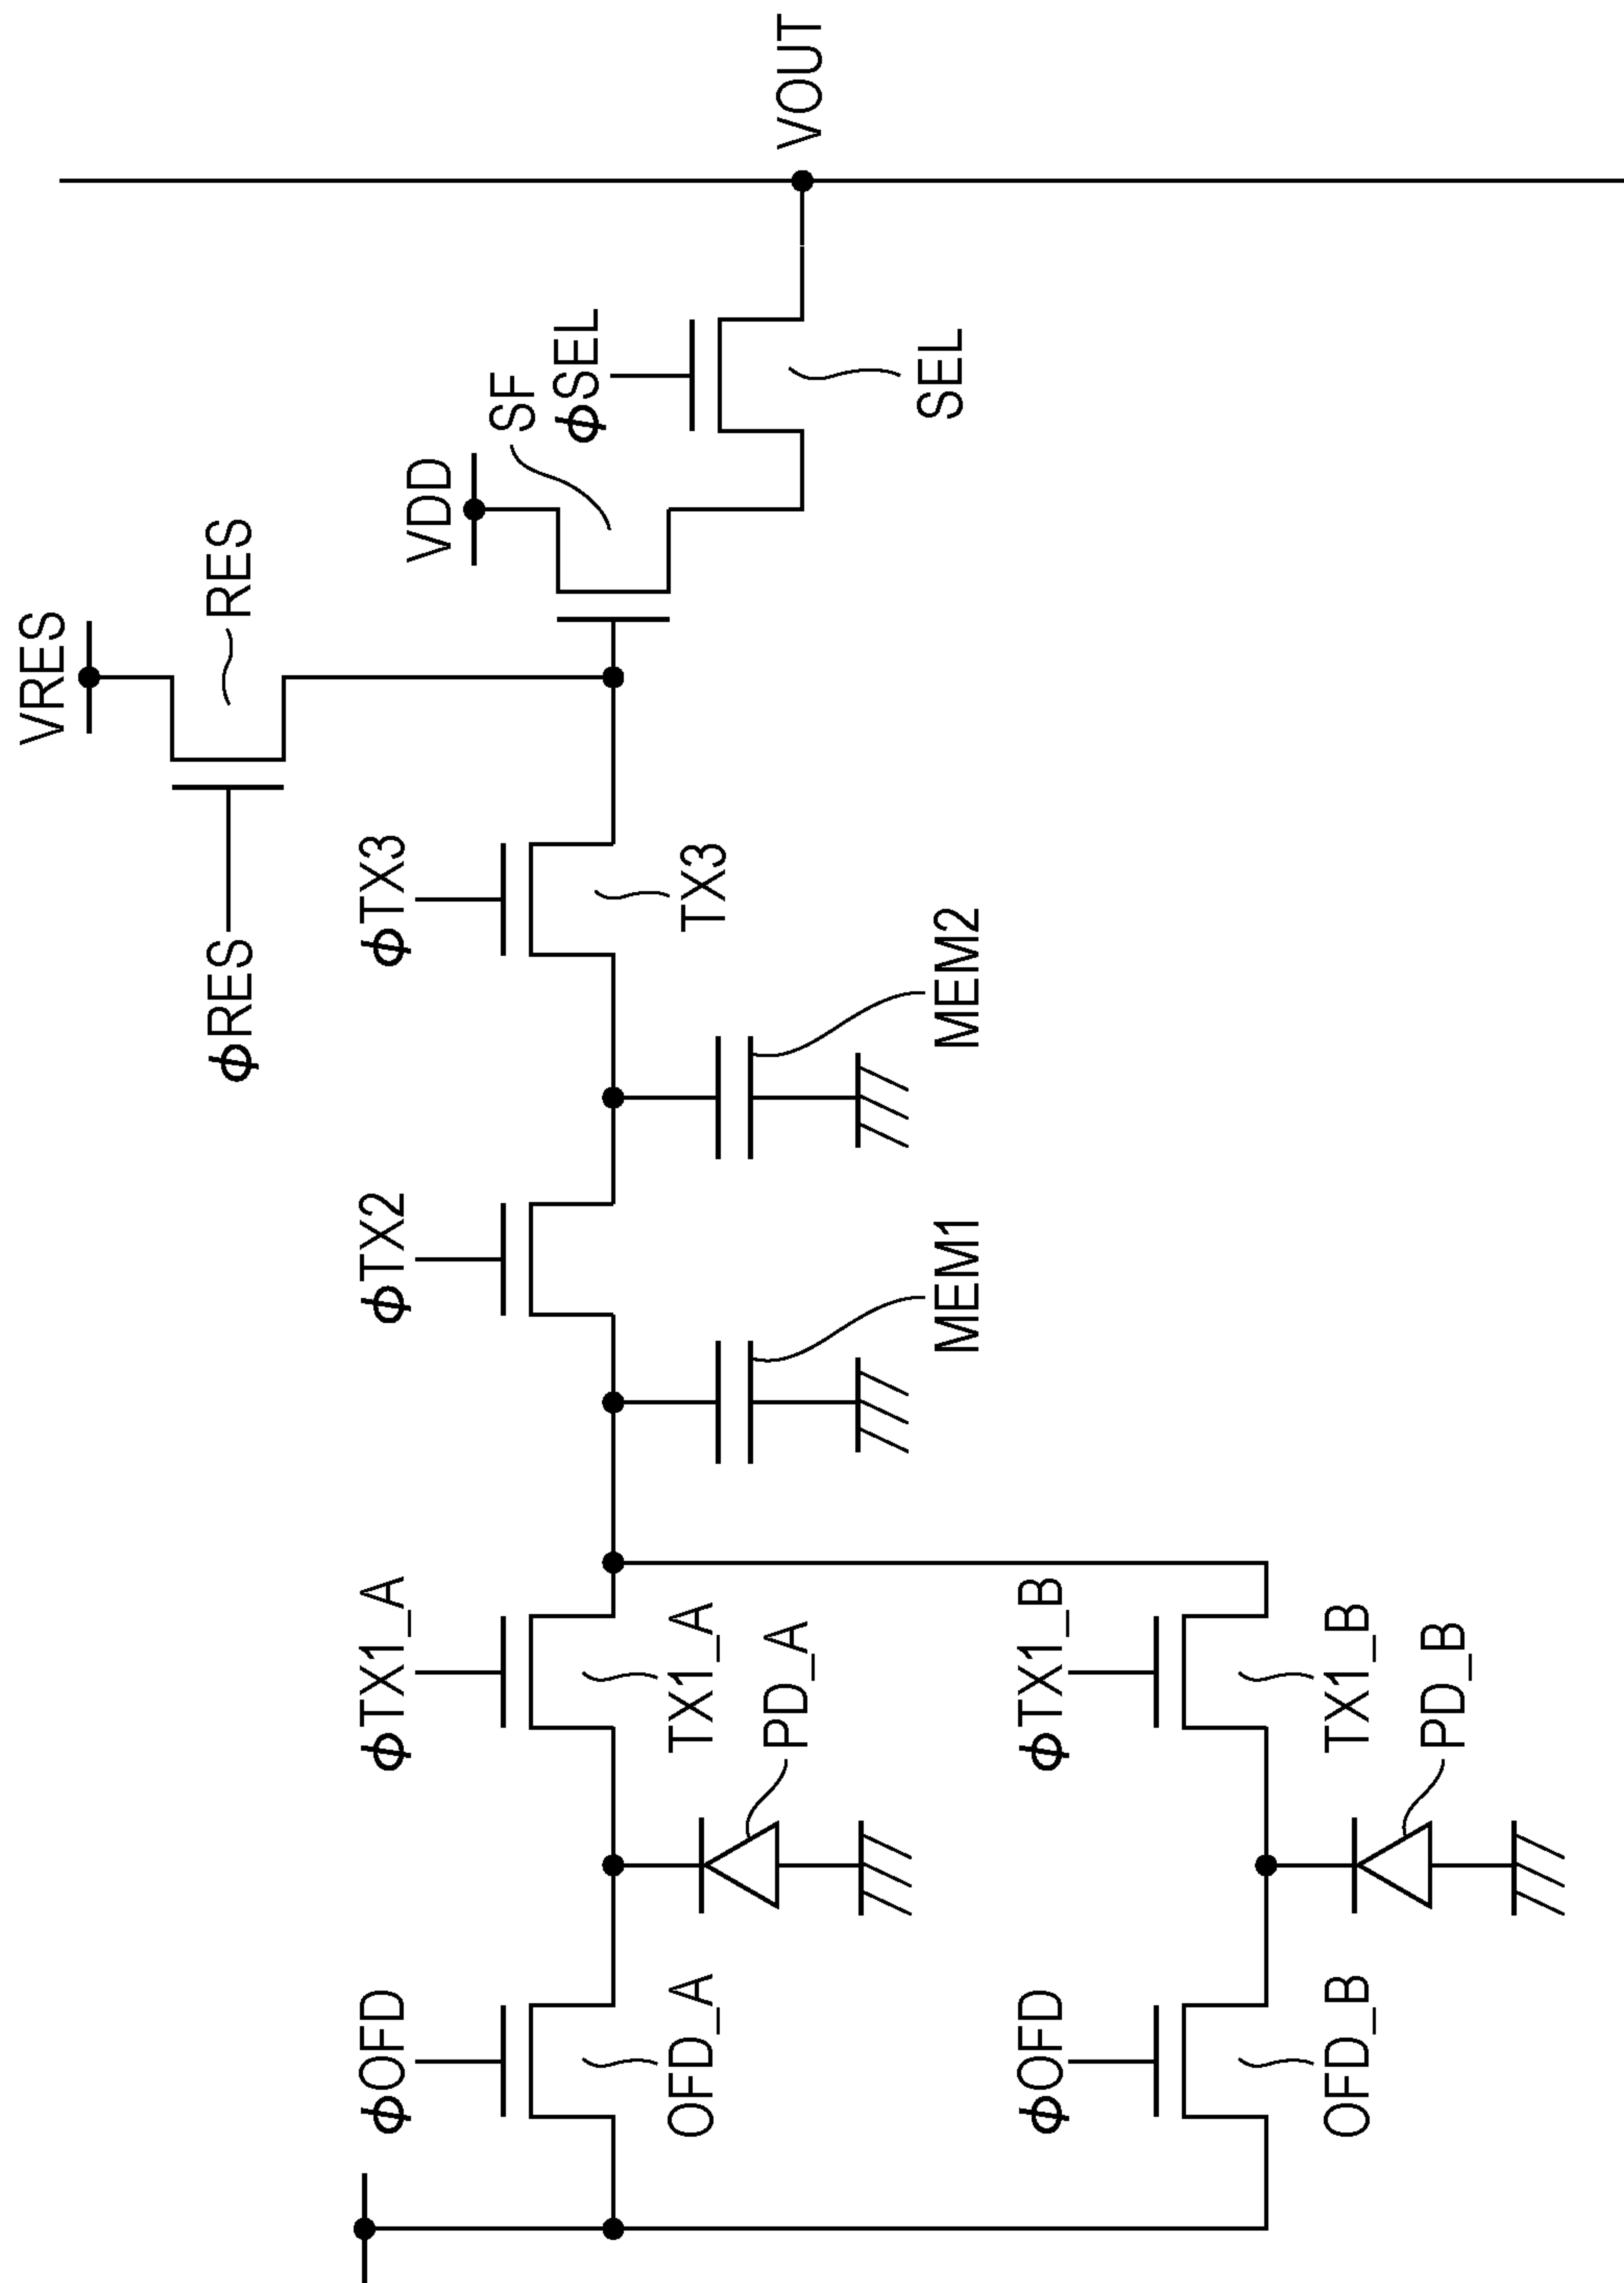 VRES
φRES
RES
VDD
SF
φSEL
SEL
VOUT
φOFD
φTX1_A
φTX2
φTX3
OFD_A
TX1_A
TX3
PD_A
MEM1
MEM2
φOFD
φTX1_B
OFD_B
TX1_B
PD_B